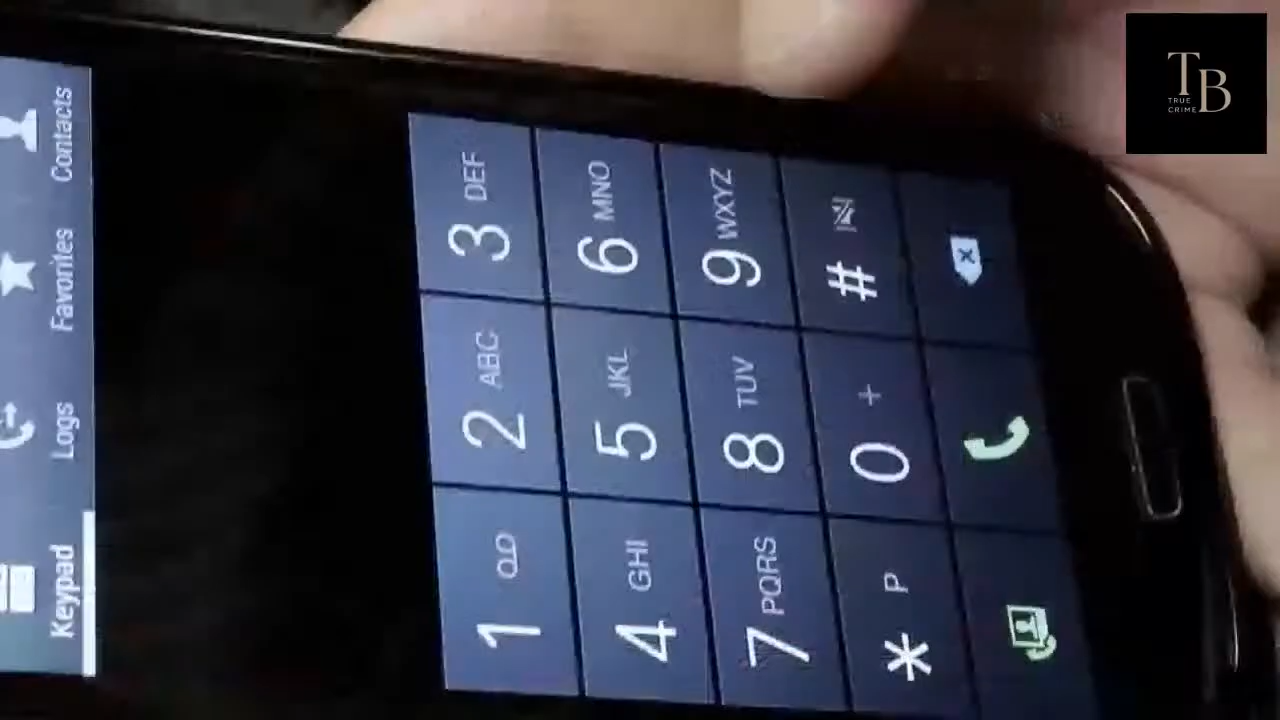 Keypad
Logs
Favorites
Contacts
1
2 ABC
3 DEF
4 GHI
5 JKL
6 MNO
7 PQRS
8 TUV
9 WXYZ
* P
0 +
#
TB
TRUE
CRIME